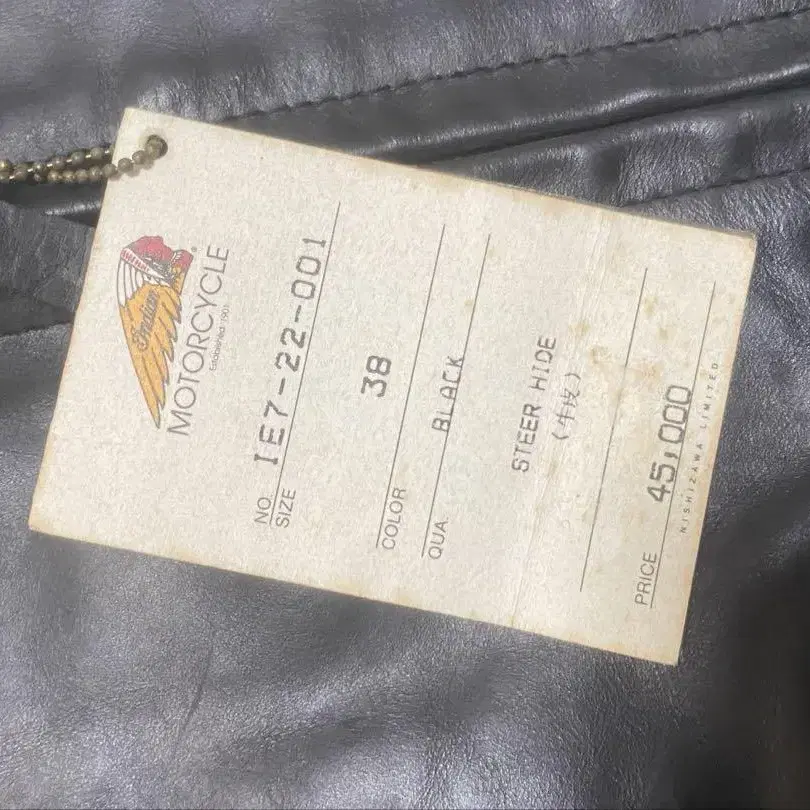 Indian
MOTORCYCLE
Established 1901
NO. IE7-22-001
SIZE 38
COLOR BLACK
QUA. STEER HIDE
(牛皮)
PRICE 45,000
NISHIZAWA LIMITED